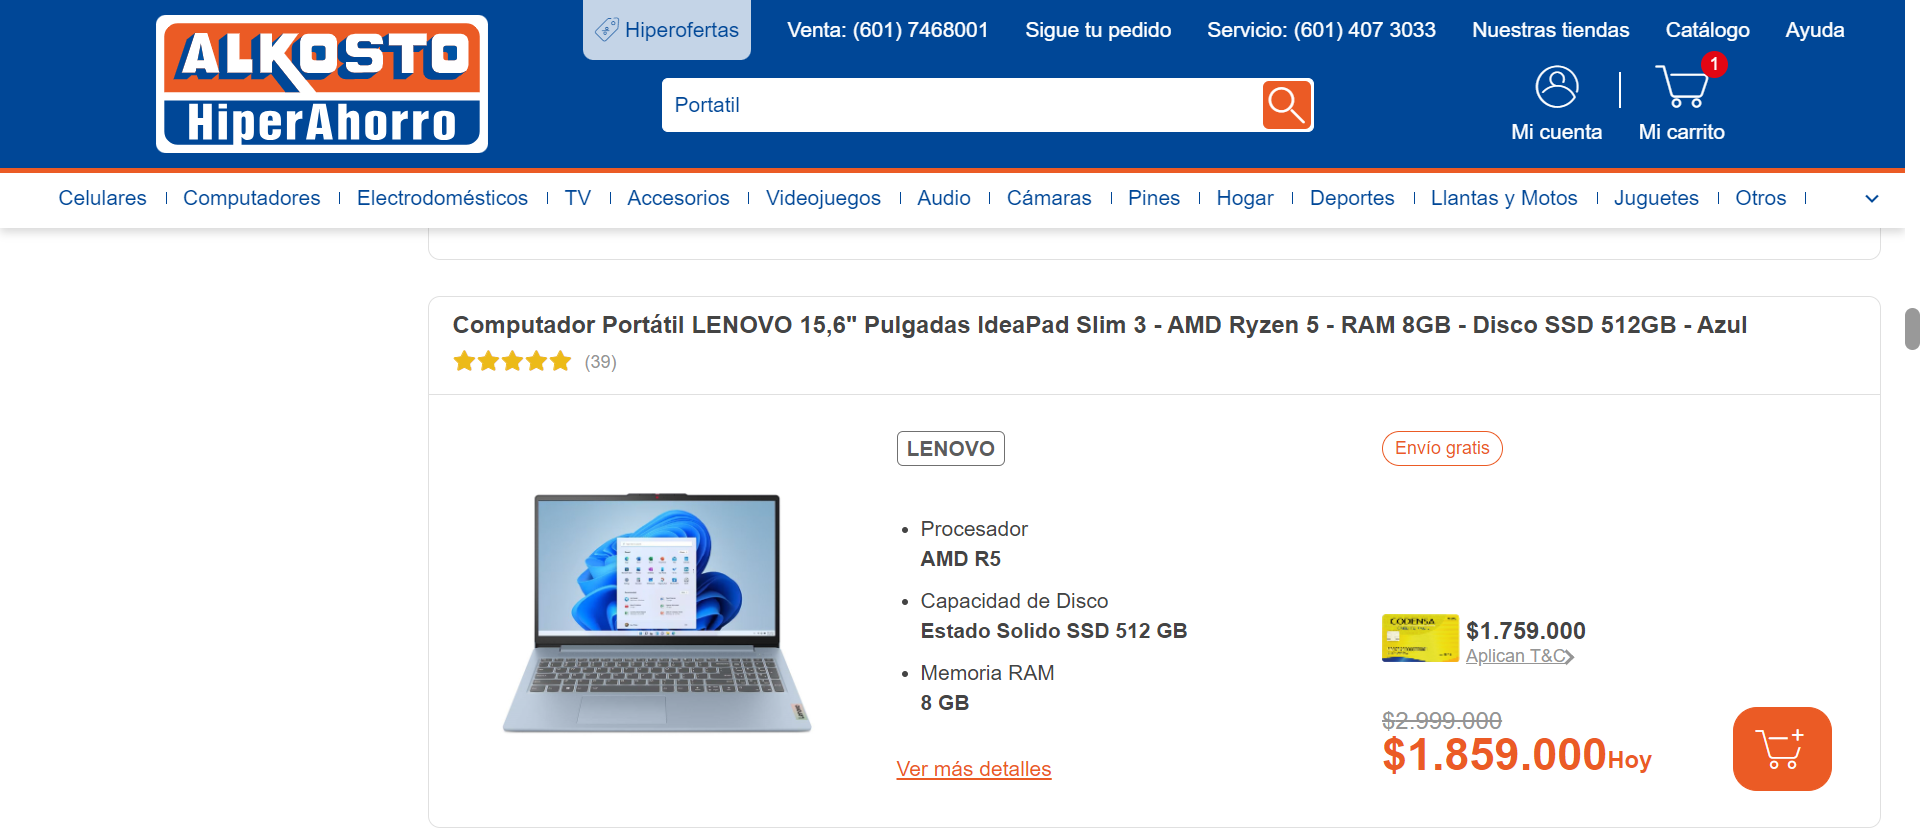 ALKOSTO
HiperAhorro
Hiperofertas
Venta: (601) 7468001
Sigue tu pedido
Servicio: (601) 407 3033
Nuestras tiendas
Catálogo
Ayuda
Portatil
1
Mi cuenta
Mi carrito
Celulares
Computadores
Electrodomésticos
TV
Accesorios
Videojuegos
Audio
Cámaras
Pines
Hogar
Deportes
Llantas y Motos
Juguetes
Otros
Computador Portátil LENOVO 15,6" Pulgadas IdeaPad Slim 3 - AMD Ryzen 5 - RAM 8GB - Disco SSD 512GB - Azul
(39)
LENOVO
Envío gratis
Procesador
AMD R5
Capacidad de Disco
Estado Solido SSD 512 GB
Memoria RAM
8 GB
Ver más detalles
CODENSA
$1.759.000
Aplican T&C
$2.999.000
$1.859.000 Hoy